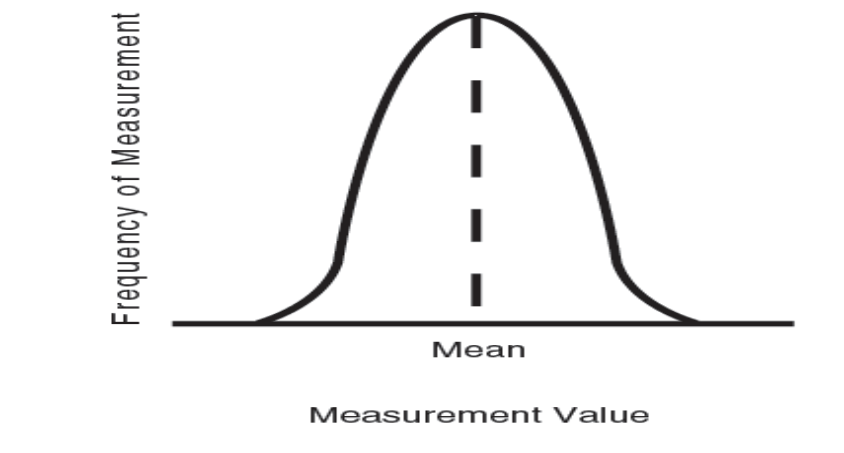 Frequency of Measurement
Mean
Measurement Value